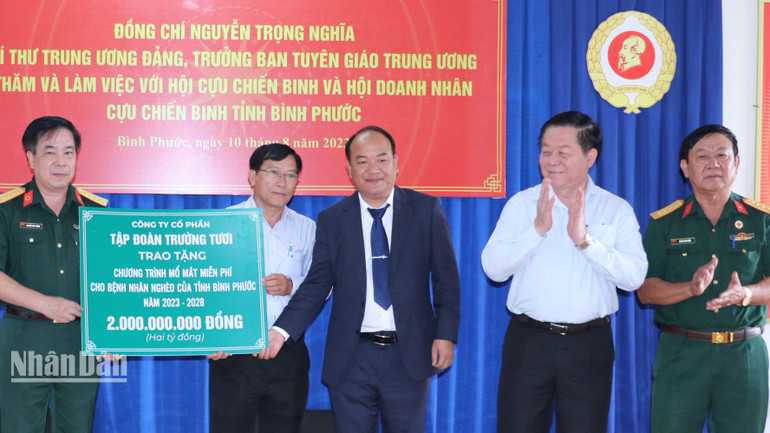 ĐỒNG CHÍ NGUYỄN TRỌNG NGHĨA
Í THƯ TRUNG ƯƠNG ĐẢNG, TRƯỞNG BAN TUYÊN GIÁO TRUNG ƯƠNG
THĂM VÀ LÀM VIỆC VỚI HỘI CỰU CHIẾN BINH VÀ HỘI DOANH NHÂN
CỰU CHIẾN BINH TỈNH BÌNH PHƯỚC
Bình Phước, ngày 10 tháng 8 năm 2023
CÔNG TY CỔ PHẦN
TẬP ĐOÀN TRƯỜNG TƯƠI
TRAO TẶNG
CHƯƠNG TRÌNH MỔ MẮT MIỄN PHÍ
CHO BỆNH NHÂN NGHÈO CỦA TỈNH BÌNH PHƯỚC
NĂM 2023 - 2028
2.000.000.000 ĐỒNG
(Hai tỷ đồng)
NhânDân